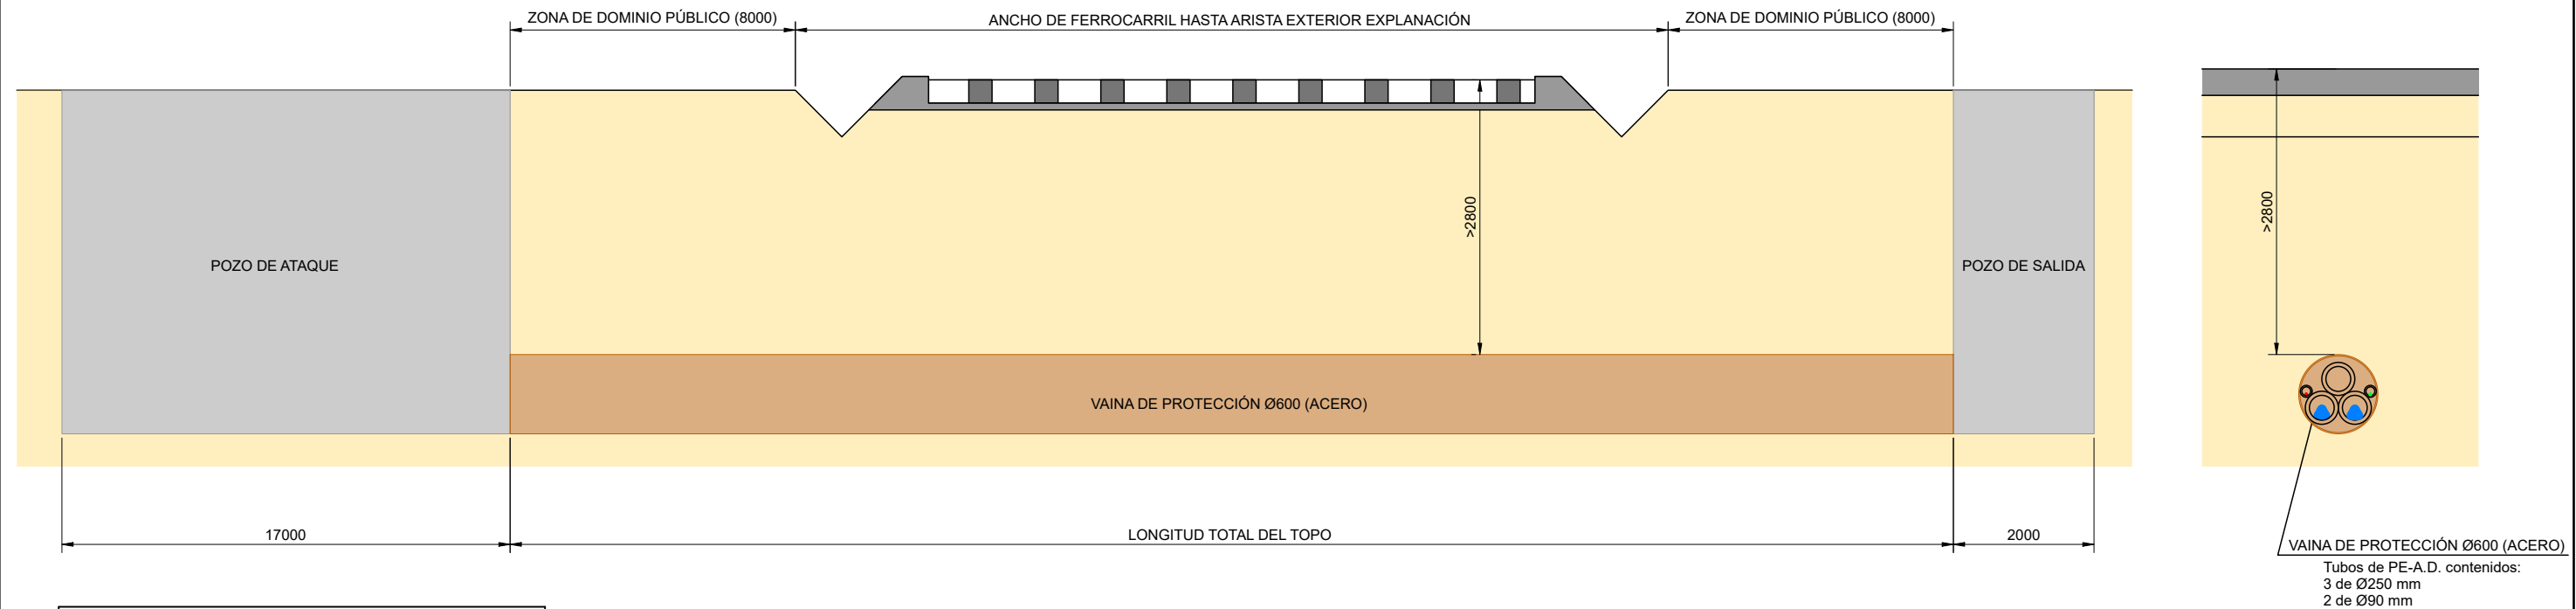 ZONA DE DOMINIO PÚBLICO (8000)
ANCHO DE FERROCARRIL HASTA ARISTA EXTERIOR EXPLANACIÓN
ZONA DE DOMINIO PÚBLICO (8000)
>2800
>2800
POZO DE ATAQUE
POZO DE SALIDA
VAINA DE PROTECCIÓN Ø600 (ACERO)
17000
LONGITUD TOTAL DEL TOPO
2000
VAINA DE PROTECCIÓN Ø600 (ACERO)
Tubos de PE-A.D. contenidos:
3 de Ø250 mm
2 de Ø90 mm